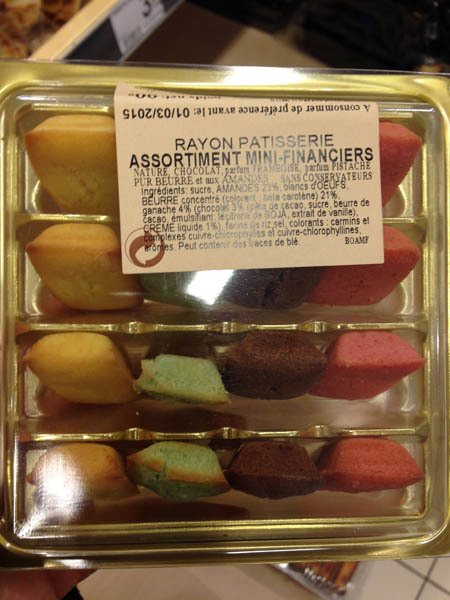 A consommer de préférence avant le: 01/03/2015
RAYON PATISSERIE
ASSORTIMENT MINI-FINANCIERS
NATURE, CHOCOLAT, parfum FRAMBOISE, parfum PISTACHE
PUR BEURRE et aux AMANDES SANS CONSERVATEURS
Ingrédients: sucre, AMANDES 23%, blancs d'OEUFS,
BEURRE concentré (colorant : beta carotène) 21%,
ganache 4% (chocolat 3% (pâte de cacao, sucre, beurre de
cacao, émulsifiant: lécithine de SOJA, extrait de vanille),
CREME liquide 1%), farine de riz, sel, colorants : carmins et
complexes cuivre-chlorophylles et cuivre-chlorophyllines,
arômes. Peut contenir des traces de blé.
BOAMF